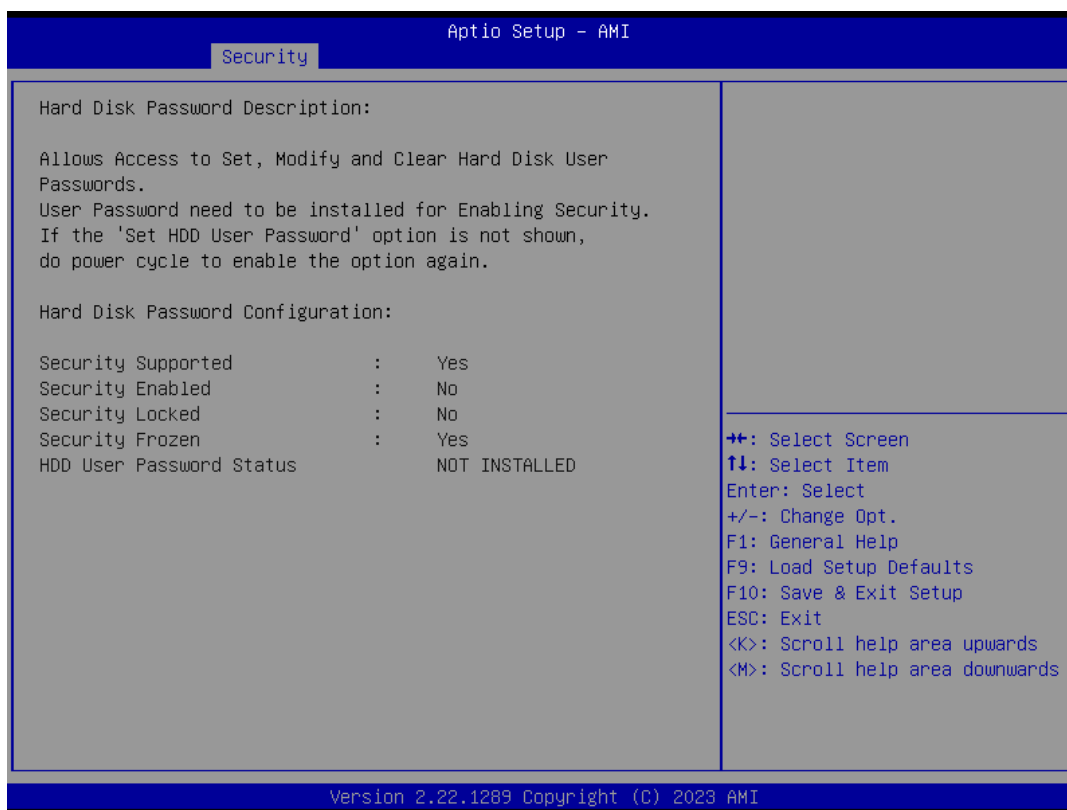 Aptio Setup - AMI
Security
Hard Disk Password Description:
Allows Access to Set, Modify and Clear Hard Disk User
Passwords.
User Password need to be installed for Enabling Security.
If the 'Set HDD User Password' option is not shown,
do power cycle to enable the option again.
Hard Disk Password Configuration:
Security Supported : Yes
Security Enabled : No
Security Locked : No
Security Frozen : Yes
HDD User Password Status NOT INSTALLED
→←: Select Screen
↑↓: Select Item
Enter: Select
+/-: Change Opt.
F1: General Help
F9: Load Setup Defaults
F10: Save & Exit Setup
ESC: Exit
<K>: Scroll help area upwards
<M>: Scroll help area downwards
Version 2.22.1289 Copyright (C) 2023 AMI